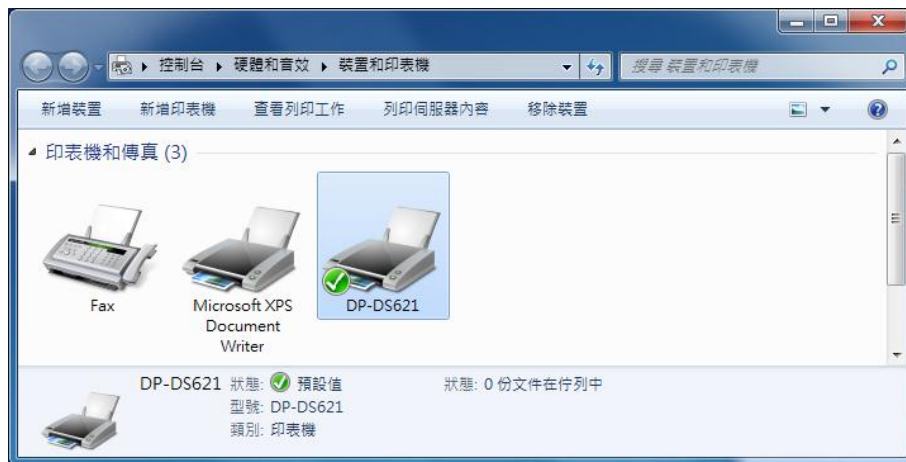 控制台 ▸ 硬體和音效 ▸ 裝置和印表機
搜尋 裝置和印表機
新增裝置 新增印表機 查看列印工作 列印伺服器內容 移除裝置
印表機和傳真 (3)
Fax
Microsoft XPS
Document
Writer
DP-DS621
DP-DS621 狀態: 預設值 狀態: 0 份文件在佇列中
型號: DP-DS621
類別: 印表機